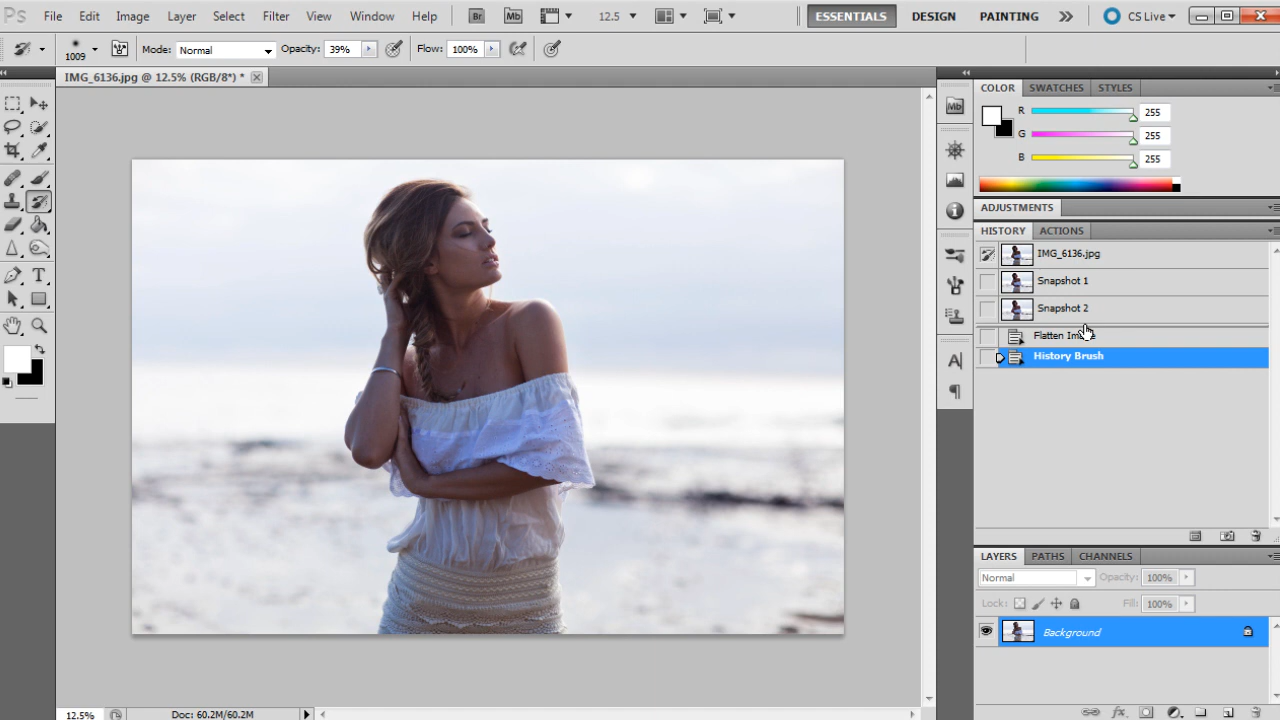 Ps File Edit Image Layer Select Filter View Window Help Br Mb 12.5 ESSENTIALS DESIGN PAINTING CS Live
1009 Mode: Normal Opacity: 39% Flow: 100%
IMG_6136.jpg @ 12.5% (RGB/8*) *
COLOR SWATCHES STYLES
Mb
R 255
G 255
B 255
ADJUSTMENTS
HISTORY ACTIONS
IMG_6136.jpg
Snapshot 1
Snapshot 2
Flatten Image
History Brush
LAYERS PATHS CHANNELS
Normal Opacity: 100%
Lock: Fill: 100%
Background
12.5% Doc: 60.2M/60.2M